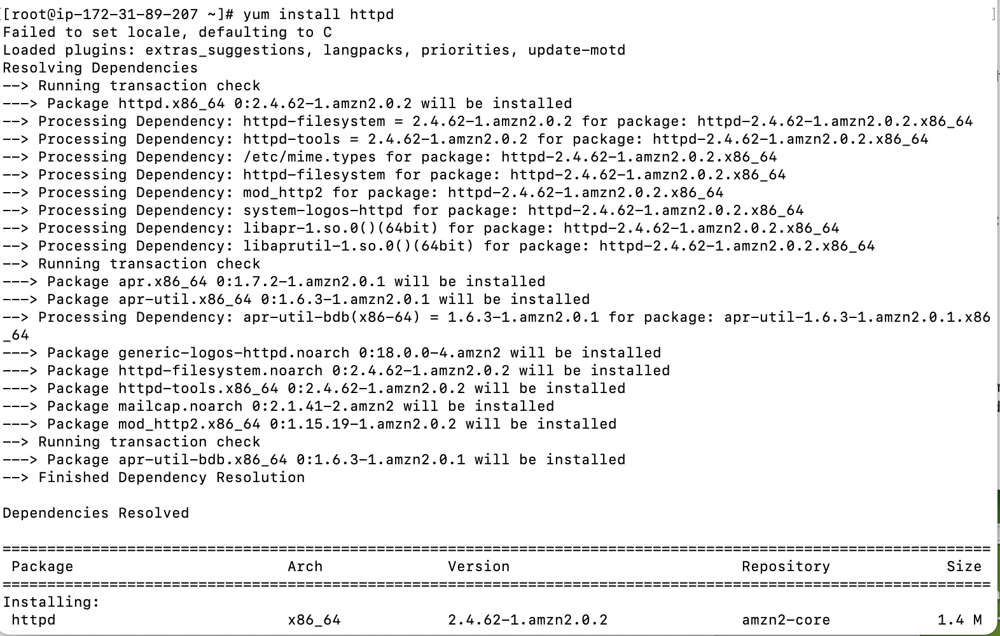 [root@ip-172-31-89-207 ~]# yum install httpd
Failed to set locale, defaulting to C
Loaded plugins: extras_suggestions, langpacks, priorities, update-motd
Resolving Dependencies
--> Running transaction check
---> Package httpd.x86_64 0:2.4.62-1.amzn2.0.2 will be installed
--> Processing Dependency: httpd-filesystem = 2.4.62-1.amzn2.0.2 for package: httpd-2.4.62-1.amzn2.0.2.x86_64
--> Processing Dependency: httpd-tools = 2.4.62-1.amzn2.0.2 for package: httpd-2.4.62-1.amzn2.0.2.x86_64
--> Processing Dependency: /etc/mime.types for package: httpd-2.4.62-1.amzn2.0.2.x86_64
--> Processing Dependency: httpd-filesystem for package: httpd-2.4.62-1.amzn2.0.2.x86_64
--> Processing Dependency: mod_http2 for package: httpd-2.4.62-1.amzn2.0.2.x86_64
--> Processing Dependency: system-logos-httpd for package: httpd-2.4.62-1.amzn2.0.2.x86_64
--> Processing Dependency: libapr-1.so.0()(64bit) for package: httpd-2.4.62-1.amzn2.0.2.x86_64
--> Processing Dependency: libaprutil-1.so.0()(64bit) for package: httpd-2.4.62-1.amzn2.0.2.x86_64
--> Running transaction check
---> Package apr.x86_64 0:1.7.2-1.amzn2.0.1 will be installed
---> Package apr-util.x86_64 0:1.6.3-1.amzn2.0.1 will be installed
--> Processing Dependency: apr-util-bdb(x86-64) = 1.6.3-1.amzn2.0.1 for package: apr-util-1.6.3-1.amzn2.0.1.x86
_64
---> Package generic-logos-httpd.noarch 0:18.0.0-4.amzn2 will be installed
---> Package httpd-filesystem.noarch 0:2.4.62-1.amzn2.0.2 will be installed
---> Package httpd-tools.x86_64 0:2.4.62-1.amzn2.0.2 will be installed
---> Package mailcap.noarch 0:2.1.41-2.amzn2 will be installed
---> Package mod_http2.x86_64 0:1.15.19-1.amzn2.0.2 will be installed
--> Running transaction check
---> Package apr-util-bdb.x86_64 0:1.6.3-1.amzn2.0.1 will be installed
--> Finished Dependency Resolution

Dependencies Resolved

===============================================================================================================
 Package                        Arch              Version                          Repository             Size
===============================================================================================================
Installing:
 httpd                          x86_64            2.4.62-1.amzn2.0.2               amzn2-core            1.4 M